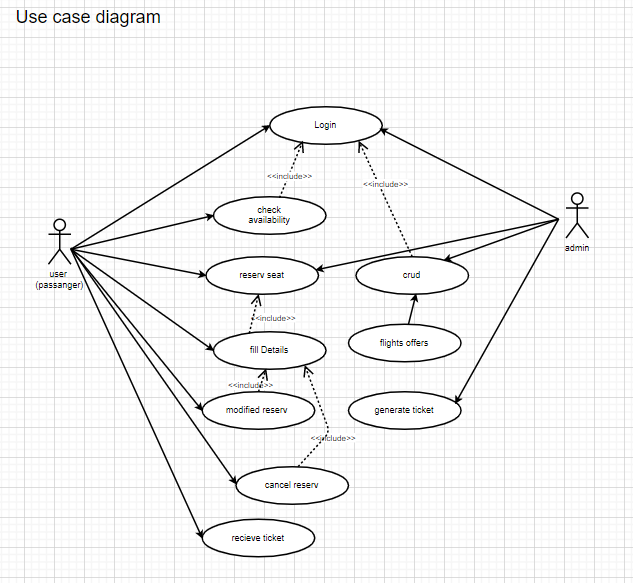 Use case diagram
Login
<<include>>
<<include>>
check
availability
user
(passanger)
admin
reserv seat
crud
<<include>>
fill Details
flights offers
<<include>>
modified reserv
generate ticket
<<include>>
cancel reserv
recieve ticket